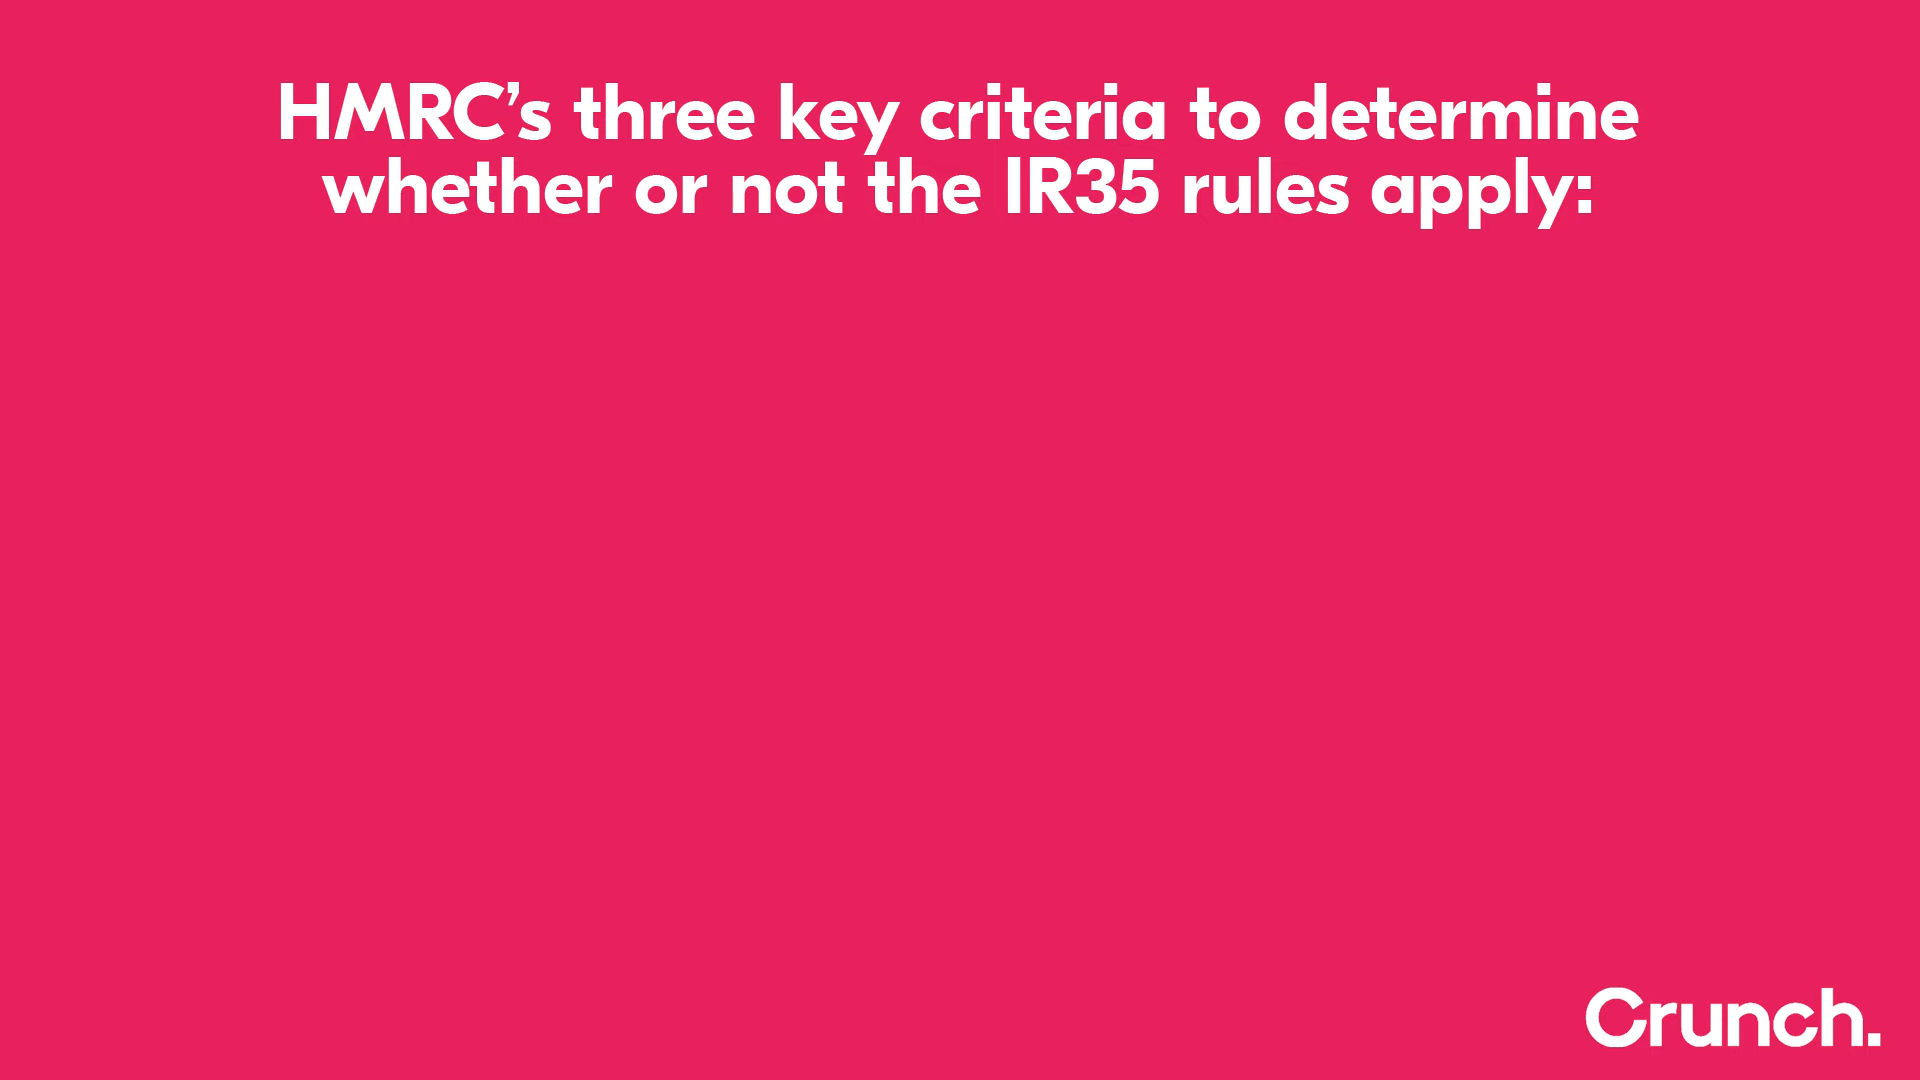 HMRC’s three key criteria to determine
whether or not the IR35 rules apply:
Crunch.